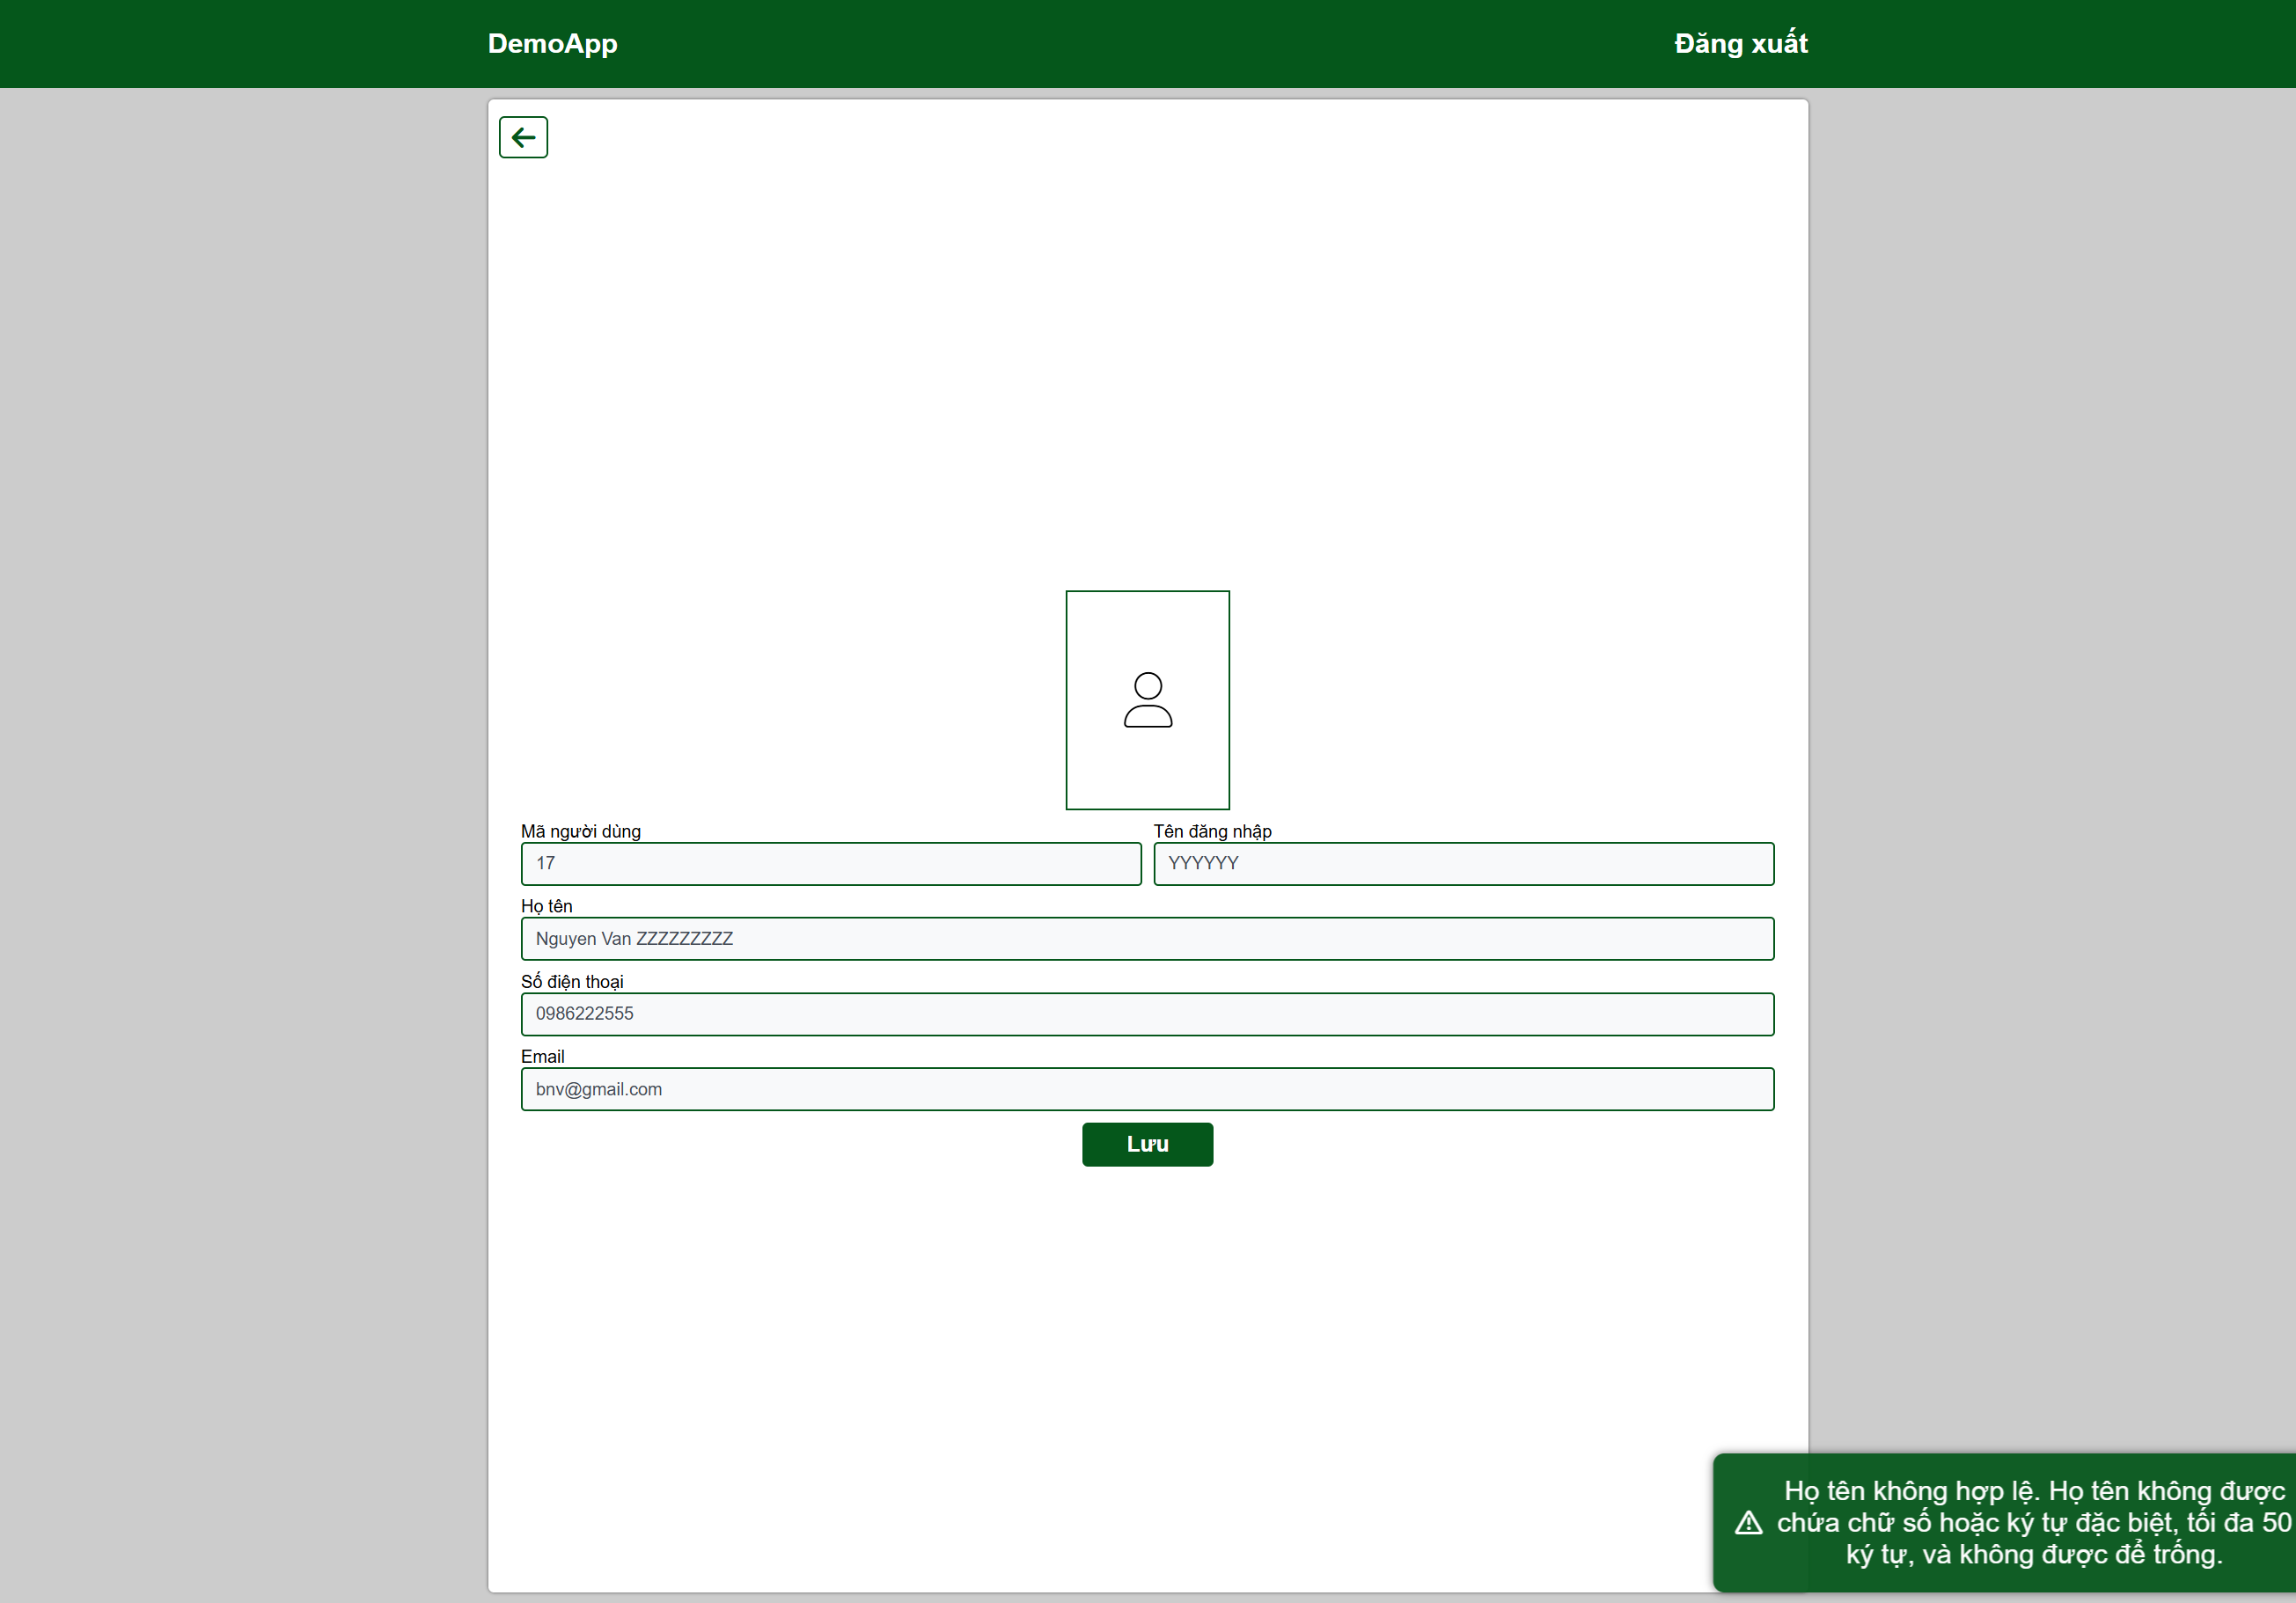 DemoApp
Đăng xuất
Mã người dùng
Tên đăng nhập
17
YYYYYY
Họ tên
Nguyen Van ZZZZZZZZZ
Số điện thoại
0986222555
Email
bnv@gmail.com
Lưu
Họ tên không hợp lệ. Họ tên không được
chứa chữ số hoặc ký tự đặc biệt, tối đa 50
ký tự, và không được để trống.